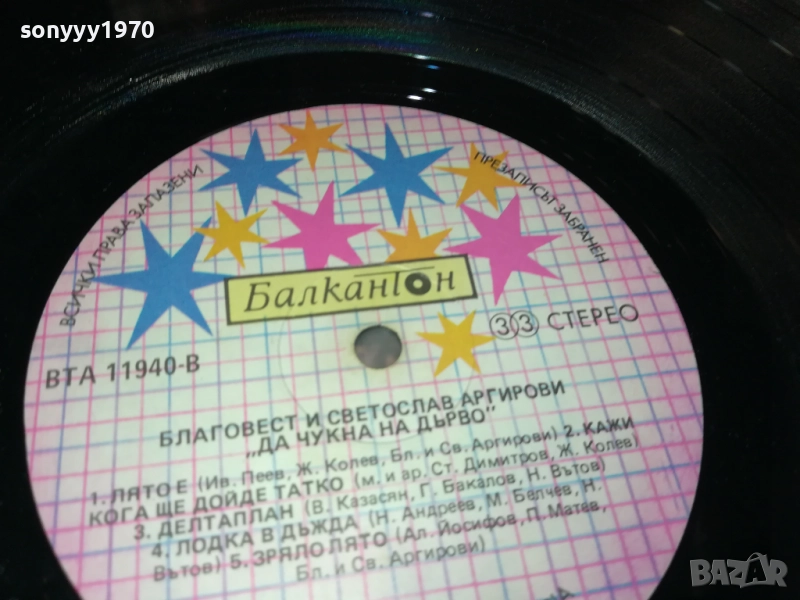 sonyyy1970
ВСИЧКИ ПРАВА ЗАПАЗЕНИ
ПРЕЗАПИСЪТ ЗАБРАНЕН
Балкантон
33 СТЕРЕО
ВТА 11940-В
БЛАГОВЕСТ И СВЕТОСЛАВ АРГИРОВИ
„ДА ЧУКНА НА ДЪРВО"
1. ЛЯТО Е (Ив. Пеев, Ж. Колев, Бл. и Св. Аргирови) 2. КАЖИ
КОГА ЩЕ ДОЙДЕ ТАТКО (м. и ар. Ст. Димитров, Ж. Колев)
3. ДЕЛТАПЛАН (В. Казасян, Г. Бакалов, Н. Вътов)
4. ЛОДКА В ДЪЖДА (Н. Андреев, М. Белчев, Н.
Вътов) 5. ЗРЯЛО ЛЯТО (Ал. Йосифов, П. Матев,
Бл. и Св. Аргирови)
BAZAR